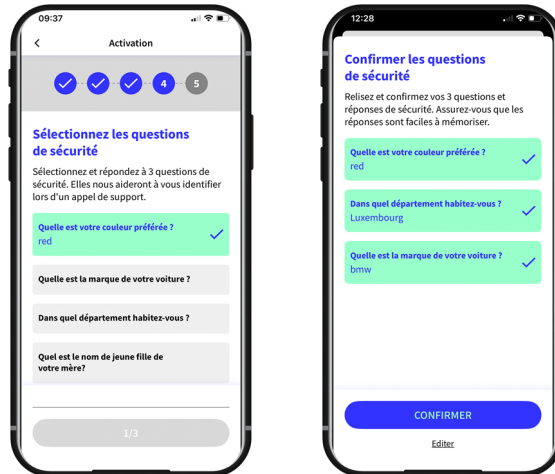 09:37
Activation
4
5
Sélectionnez les questions
de sécurité
Sélectionnez et répondez à 3 questions de
sécurité. Elles nous aideront à vous identifier
lors d'un appel de support.
Quelle est votre couleur préférée ?
red
Quelle est la marque de votre voiture ?
Dans quel département habitez-vous ?
Quel est le nom de jeune fille de
votre mère?
1/3
12:28
Confirmer les questions
de sécurité
Relisez et confirmez vos 3 questions et
réponses de sécurité. Assurez-vous que les
réponses sont faciles à mémoriser.
Quelle est votre couleur préférée ?
red
Dans quel département habitez-vous ?
Luxembourg
Quelle est la marque de votre voiture ?
bmw
CONFIRMER
Editer